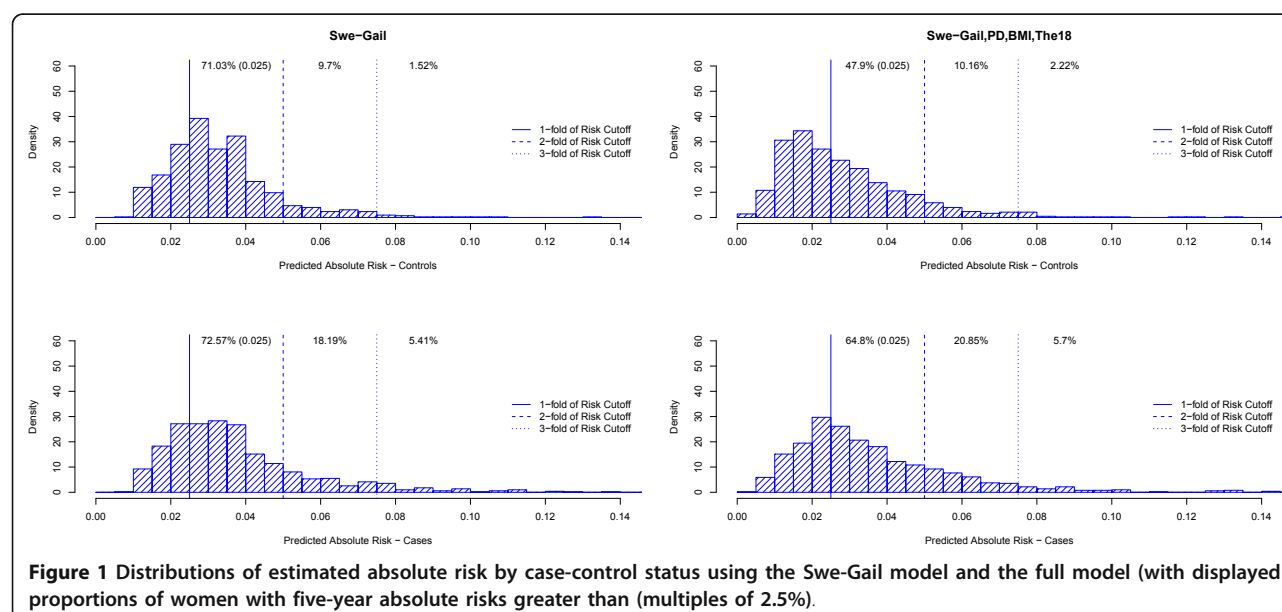 Swe−Gail
71.03% (0.025) 9.7% 1.52%
60
50
40
30
20
10
0
Density
1−fold of Risk Cutoff
2−fold of Risk Cutoff
3−fold of Risk Cutoff
0.00 0.02 0.04 0.06 0.08 0.10 0.12 0.14
Predicted Absolute Risk − Controls
Swe−Gail,PD,BMI,The18
47.9% (0.025) 10.16% 2.22%
60
50
40
30
20
10
0
Density
1−fold of Risk Cutoff
2−fold of Risk Cutoff
3−fold of Risk Cutoff
0.00 0.02 0.04 0.06 0.08 0.10 0.12 0.14
Predicted Absolute Risk − Controls
72.57% (0.025) 18.19% 5.41%
60
50
40
30
20
10
0
Density
1−fold of Risk Cutoff
2−fold of Risk Cutoff
3−fold of Risk Cutoff
0.00 0.02 0.04 0.06 0.08 0.10 0.12 0.14
Predicted Absolute Risk − Cases
64.8% (0.025) 20.85% 5.7%
60
50
40
30
20
10
0
Density
1−fold of Risk Cutoff
2−fold of Risk Cutoff
3−fold of Risk Cutoff
0.00 0.02 0.04 0.06 0.08 0.10 0.12 0.14
Predicted Absolute Risk − Cases
Figure 1 Distributions of estimated absolute risk by case-control status using the Swe-Gail model and the full model (with displayed
proportions of women with five-year absolute risks greater than (multiples of 2.5%).